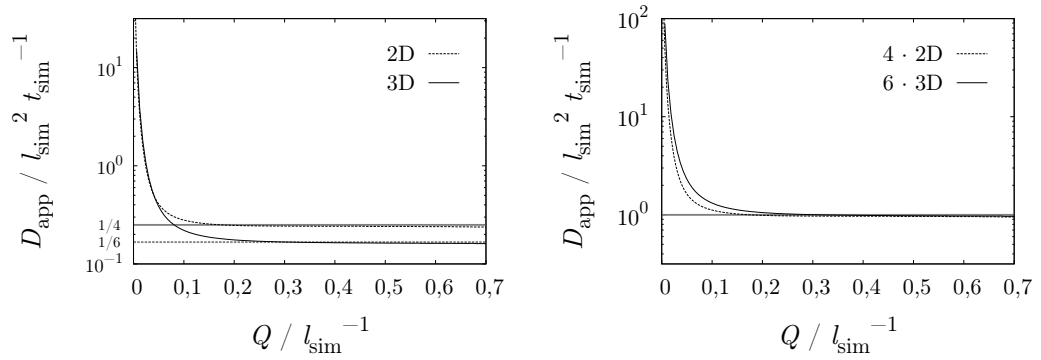 D_app / l_sim^2 t_sim^-1
10^1
10^0
1/4
1/6
10^-1
2D
3D
0 0,1 0,2 0,3 0,4 0,5 0,6 0,7
Q / l_sim^-1
D_app / l_sim^2 t_sim^-1
10^2
10^1
10^0
4 · 2D
6 · 3D
0 0,1 0,2 0,3 0,4 0,5 0,6 0,7
Q / l_sim^-1